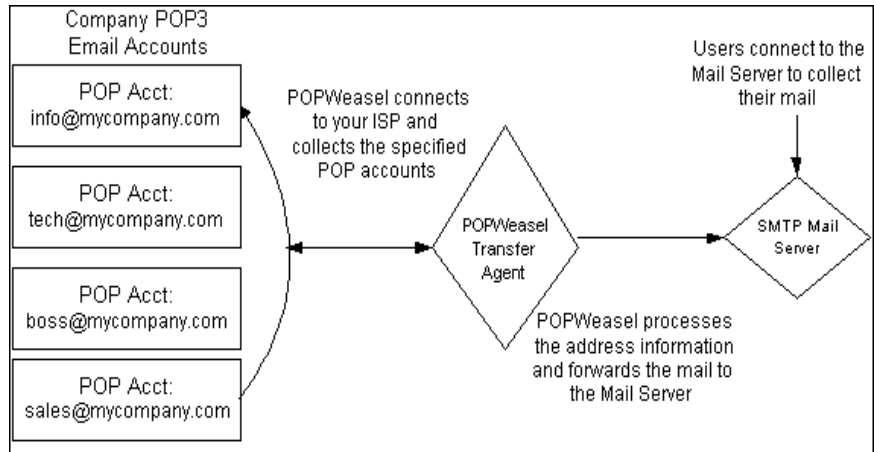 Company POP3
Email Accounts
POP Acct:
info@mycompany.com
POP Acct:
tech@mycompany.com
POP Acct:
boss@mycompany.com
POP Acct:
sales@mycompany.com
POPWeasel connects
to your ISP and
collects the specified
POP accounts
POPWeasel
Transfer
Agent
POPWeasel processes
the address information
and forwards the mail to
the Mail Server
Users connect to the
Mail Server to collect
their mail
SMTP Mail
Server